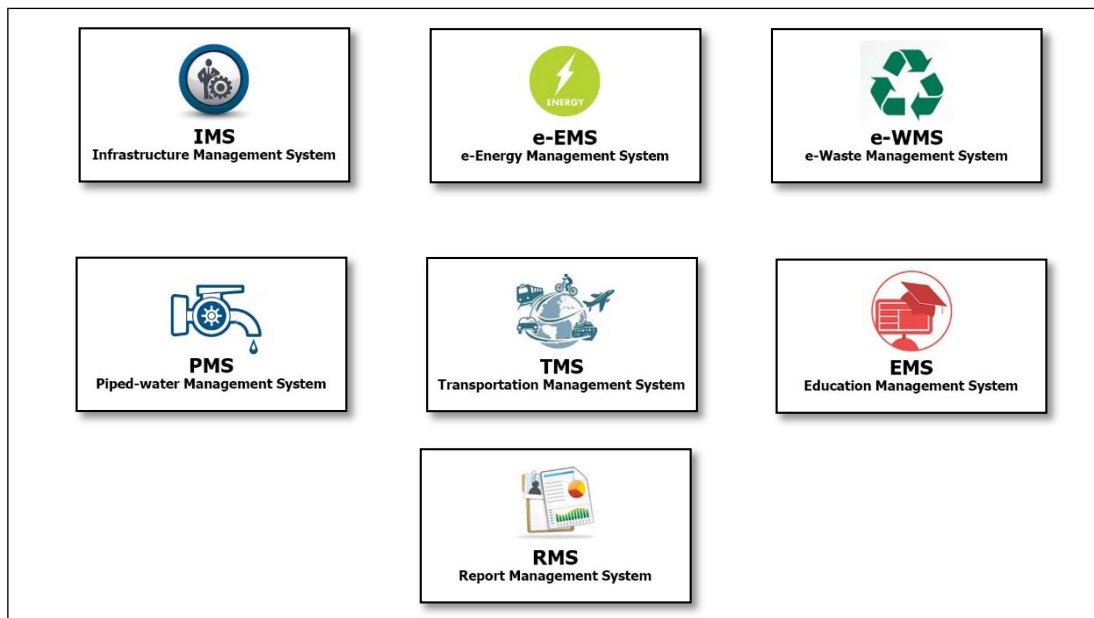 IMS
Infrastructure Management System
ENERGY
e-EMS
e-Energy Management System
e-WMS
e-Waste Management System
PMS
Piped-water Management System
TMS
Transportation Management System
EMS
Education Management System
RMS
Report Management System